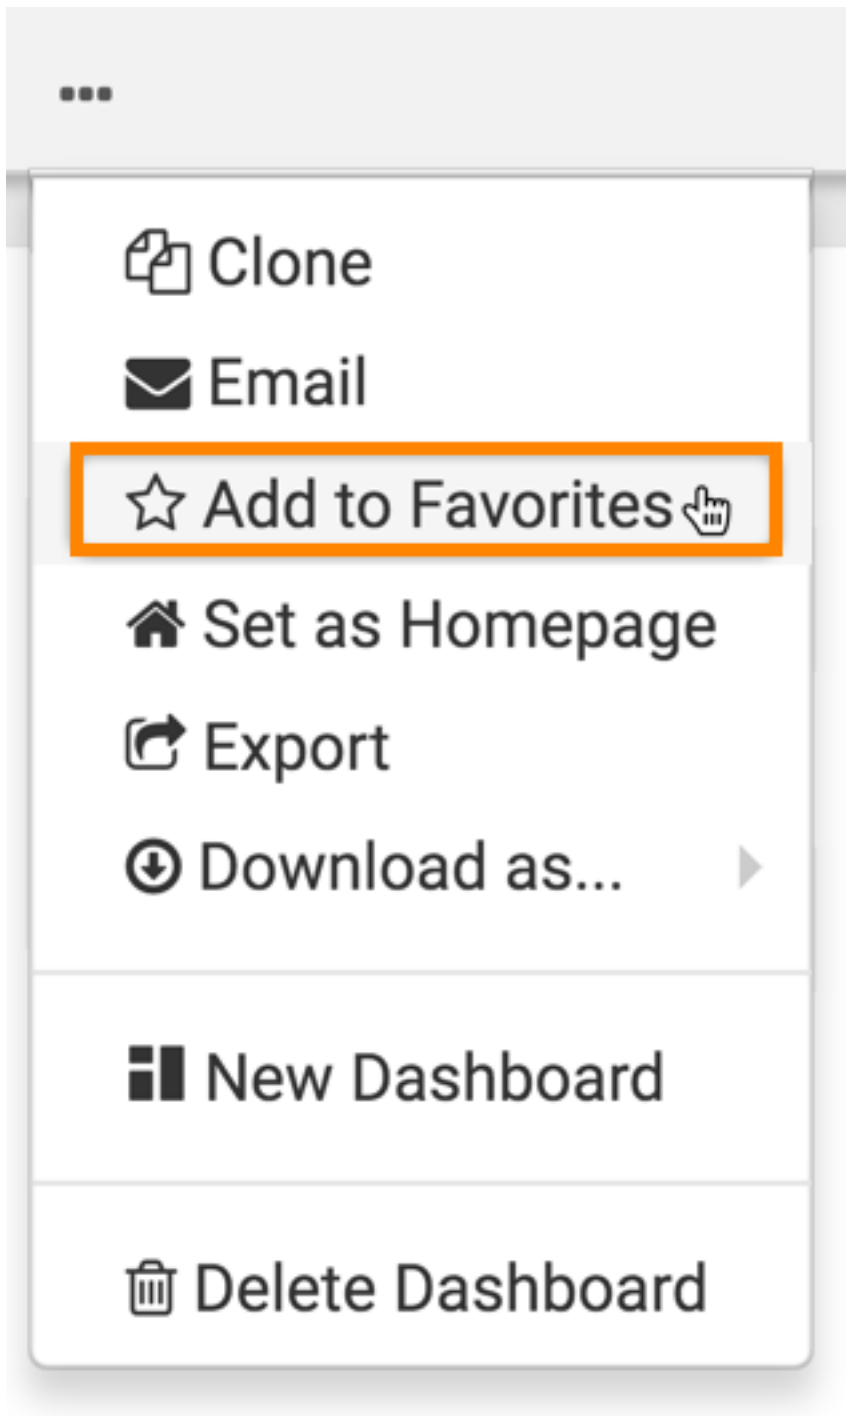 Clone
Email
Add to Favorites
Set as Homepage
Export
Download as...
New Dashboard
Delete Dashboard